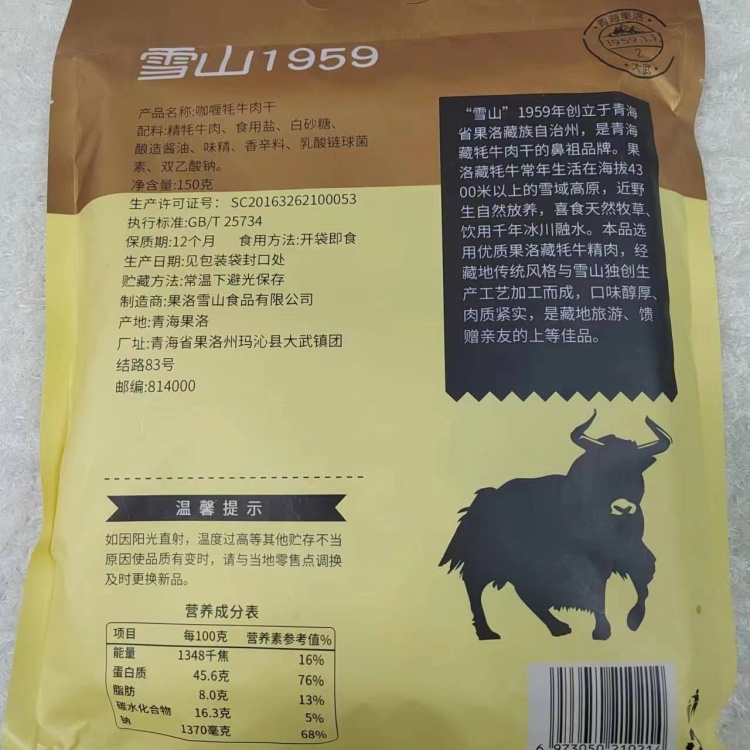 雪山1959
青海果洛
1959.1.1
2
大武
产品名称:咖喱牦牛肉干
配料:精牦牛肉、食用盐、白砂糖、
酿造酱油、味精、香辛料、乳酸链球菌
素、双乙酸钠。
净含量:150克
生产许可证号： SC20163262100053
执行标准:GB/T 25734
保质期:12个月 食用方法:开袋即食
生产日期:见包装袋封口处
贮藏方法:常温下避光保存
制造商:果洛雪山食品有限公司
产地:青海果洛
厂址:青海省果洛州玛沁县大武镇团
结路83号
邮编:814000
“雪山”1959年创立于青海
省果洛藏族自治州，是青海
藏牦牛肉干的鼻祖品牌。果
洛藏牦牛常年生活在海拔43
00米以上的雪域高原，近野
生自然放养，喜食天然牧草、
饮用千年冰川融水。本品选
用优质果洛藏牦牛精肉，经
藏地传统风格与雪山独创生
产工艺加工而成，口味醇厚、
肉质紧实，是藏地旅游、馈
赠亲友的上等佳品。
温馨提示
如因阳光直射，温度过高等其他贮存不当
原因使品质有变时，请与当地零售点调换
及时更换新品。
营养成分表
项目 每100克 营养素参考值%
能量 1348千焦 16%
蛋白质 45.6克 76%
脂肪 8.0克 13%
碳水化合物 16.3克 5%
钠 1370毫克 68%